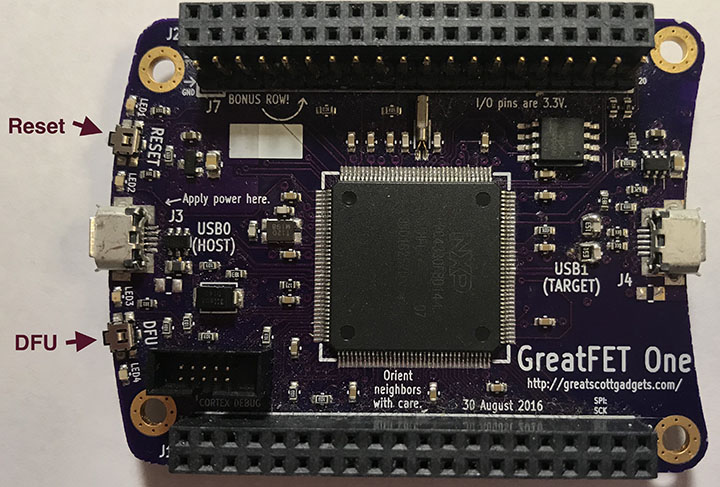 J2
GND
J7
BONUS ROW!
I/O pins are 3.3V.
20
LED1
Reset
RESET
LED2
Apply power here.
J3
USB0
(HOST)
NXP
USB1
(TARGET)
J4
LED3
DFU
DFU
LED4
CORTEX DEBUG
Orient
neighbors
with care.
GreatFET One
http://greatscottgadgets.com/
30 August 2016
SCK
J1